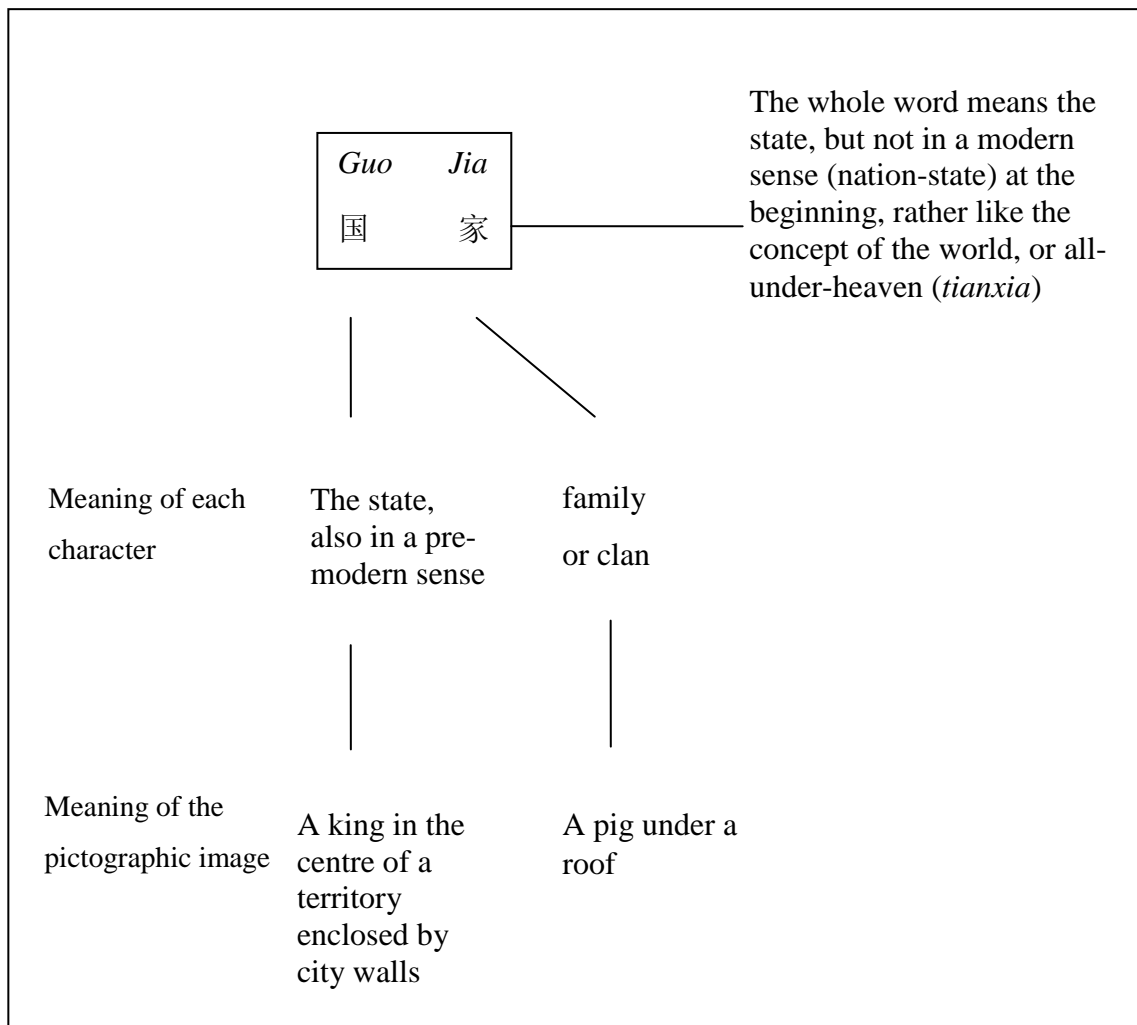 The whole word means the
state, but not in a modern
sense (nation-state) at the
beginning, rather like the
concept of the world, or all-
under-heaven (tianxia)
Guo Jia
国 家
Meaning of each
character
The state,
also in a pre-
modern sense
family
or clan
Meaning of the
pictographic image
A king in the
centre of a
territory
enclosed by
city walls
A pig under a
roof